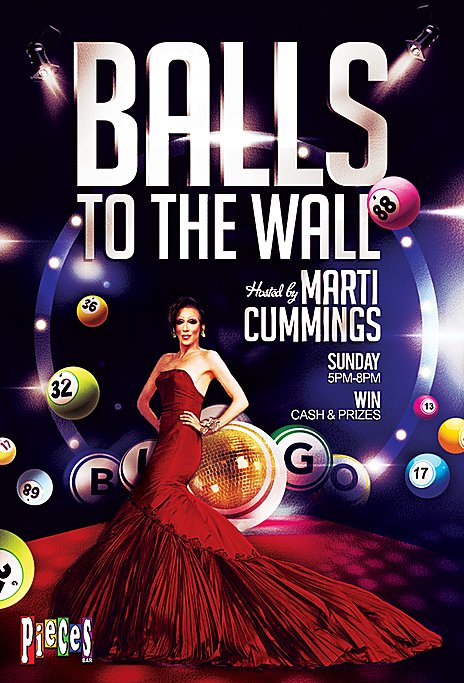 BALLS
TO THE WALL
88
Hosted by MARTI
CUMMINGS
SUNDAY
5PM-8PM
WIN
CASH & PRIZES
36
32
13
17
89
17
B I G O
PIECES
BAR